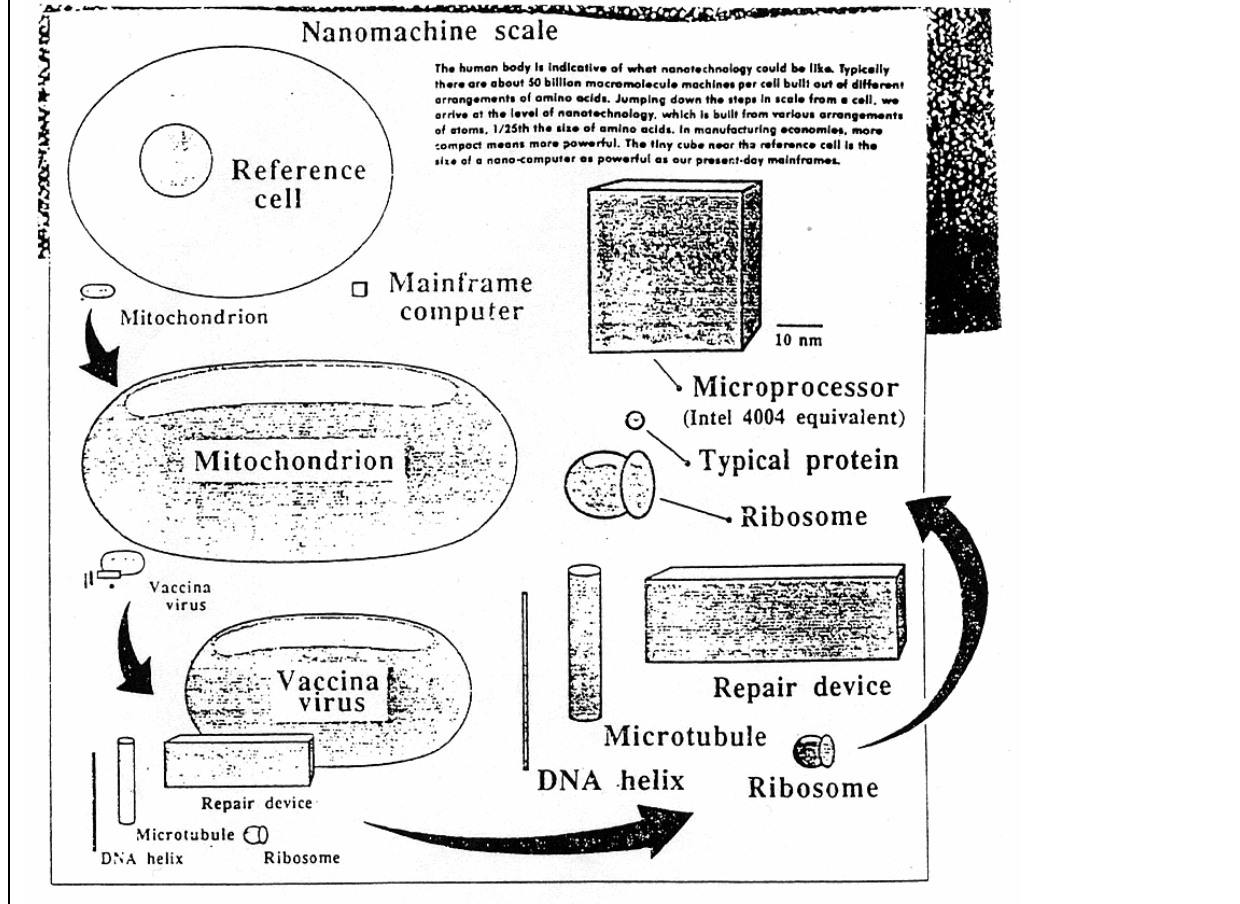 Nanomachine scale
The human body is indicative of what nanotechnology could be like. Typically
there are about 50 billion macromolecule machines per cell built out of different
arrangements of amino acids. Jumping down the steps in scale from a cell, we
arrive at the level of nanotechnology, which is built from various arrangements
of atoms, 1/25th the size of amino acids. In manufacturing economies, more
compact means more powerful. The tiny cube near the reference cell is the
size of a nano-computer as powerful as our present-day mainframes.
Reference
cell
Mitochondrion
Mainframe
computer
10 nm
Microprocessor
(Intel 4004 equivalent)
Typical protein
Ribosome
Mitochondrion
Vaccina
virus
Vaccina
virus
Repair device
Microtubule
DNA helix
Ribosome
Repair device
Microtubule
DNA helix
Ribosome